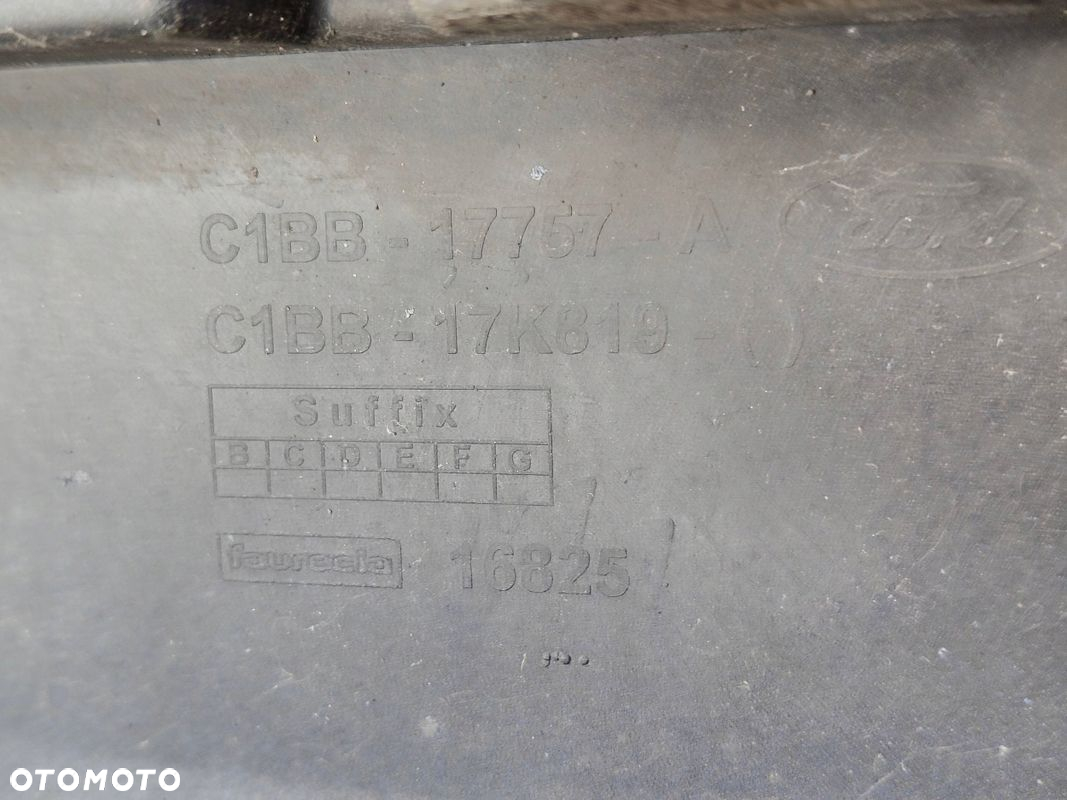 C1BB - 17757 - A
Ford
C1BB - 17K819 - ( )
Suffix
B C D E F G
faurecia 16825
OTOMOTO